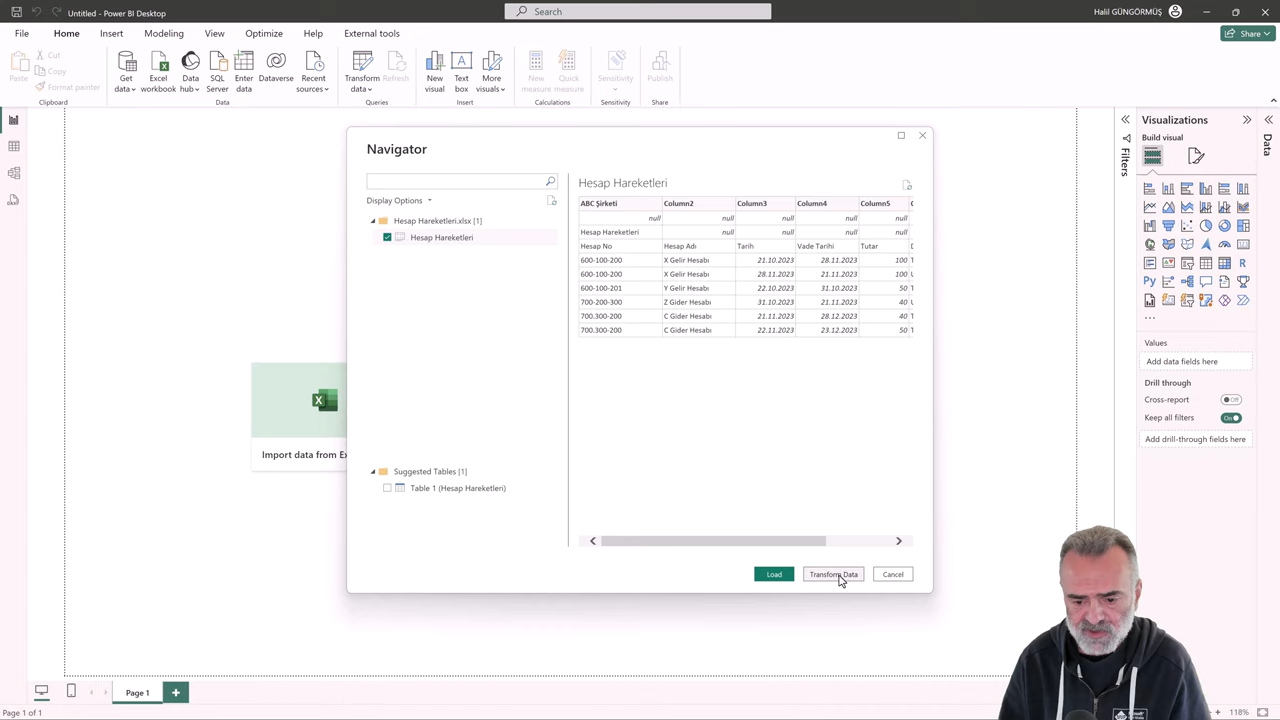 Untitled - Power BI Desktop
Search
Halil GÜNGÖRMÜŞ
File Home Insert Modeling View Optimize Help External tools
Share
Paste
Cut
Copy
Format painter
Clipboard
Get data
Excel workbook
Data hub
SQL Server
Enter data
Dataverse
Recent sources
Data
Transform data
Refresh
Queries
New visual
Text box
More visuals
Insert
New measure
Quick measure
Calculations
Sensitivity
Sensitivity
Publish
Share
Navigator
Display Options
Hesap Hareketleri.xlsx [1]
Hesap Hareketleri
Suggested Tables [1]
Table 1 (Hesap Hareketleri)
Hesap Hareketleri
ABC Şirketi Column2 Column3 Column4 Column5
null null null null null
Hesap Hareketleri null null null null
Hesap No Hesap Adı Tarih Vade Tarihi Tutar
600-100-200 X Gelir Hesabı 21.10.2023 28.11.2023 100
600-100-200 X Gelir Hesabı 28.11.2023 21.11.2023 100
600-100-201 Y Gelir Hesabı 22.10.2023 31.10.2023 50
700-200-300 Z Gider Hesabı 31.10.2023 21.11.2023 40
700.300-200 C Gider Hesabı 21.11.2023 28.12.2023 40
700.300-200 C Gider Hesabı 22.11.2023 23.12.2023 50
Load Transform Data Cancel
Import data from Ex
Filters
Visualizations
Build visual
Data
Values
Add data fields here
Drill through
Cross-report
Off
Keep all filters
On
Add drill-through fields here
Page 1
Page 1 of 1
118%